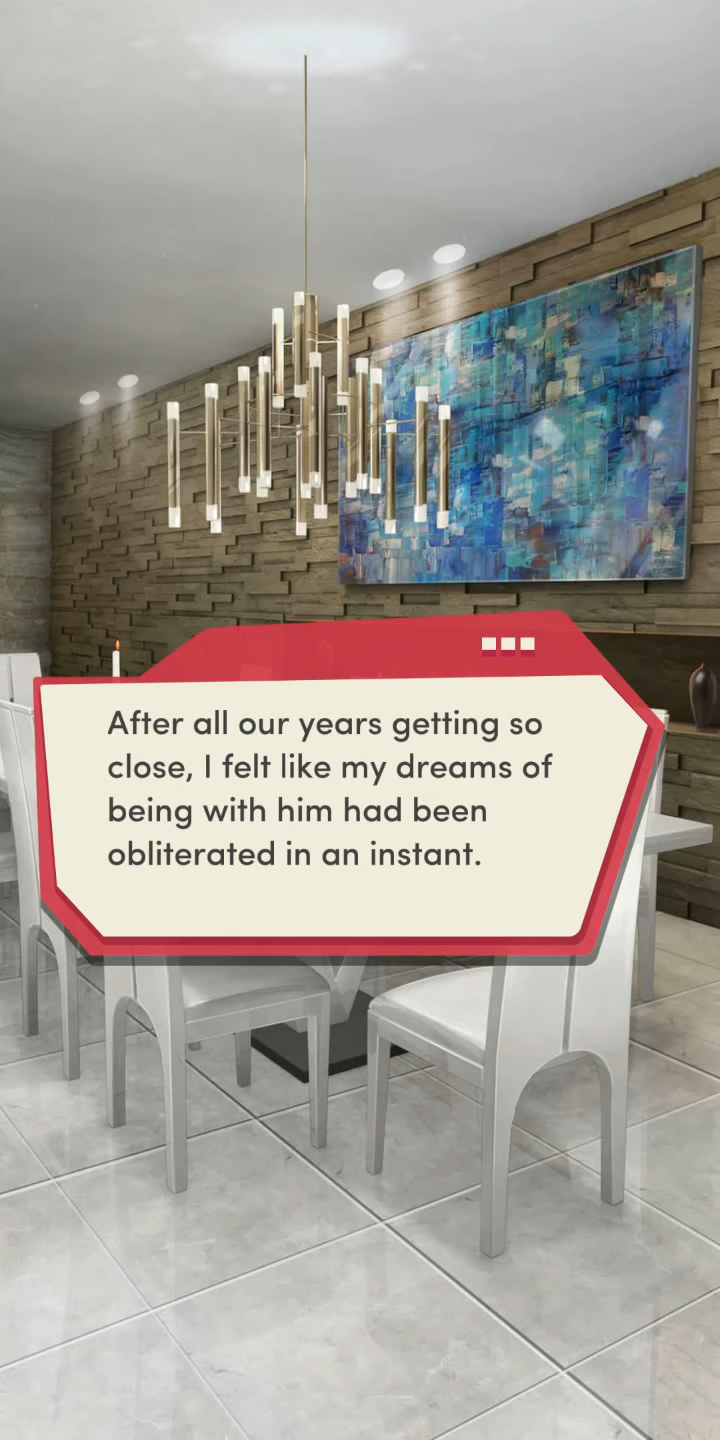 After all our years getting so
close, I felt like my dreams of
being with him had been
obliterated in an instant.